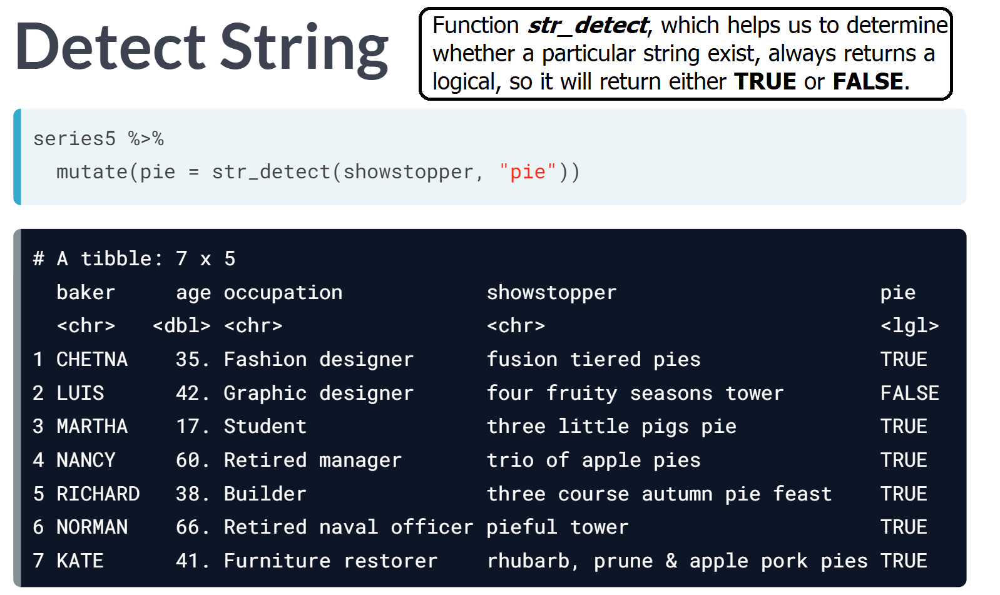 Detect String
Function str_detect, which helps us to determine
whether a particular string exist, always returns a
logical, so it will return either TRUE or FALSE.
series5 %>%
  mutate(pie = str_detect(showstopper, "pie"))
# A tibble: 7 x 5
  baker     age occupation            showstopper                      pie
  <chr>   <dbl> <chr>                 <chr>                            <lgl>
1 CHETNA    35. Fashion designer      fusion tiered pies               TRUE
2 LUIS      42. Graphic designer      four fruity seasons tower        FALSE
3 MARTHA    17. Student               three little pigs pie            TRUE
4 NANCY     60. Retired manager       trio of apple pies               TRUE
5 RICHARD   38. Builder               three course autumn pie feast    TRUE
6 NORMAN    66. Retired naval officer pieful tower                     TRUE
7 KATE      41. Furniture restorer    rhubarb, prune & apple pork pies TRUE